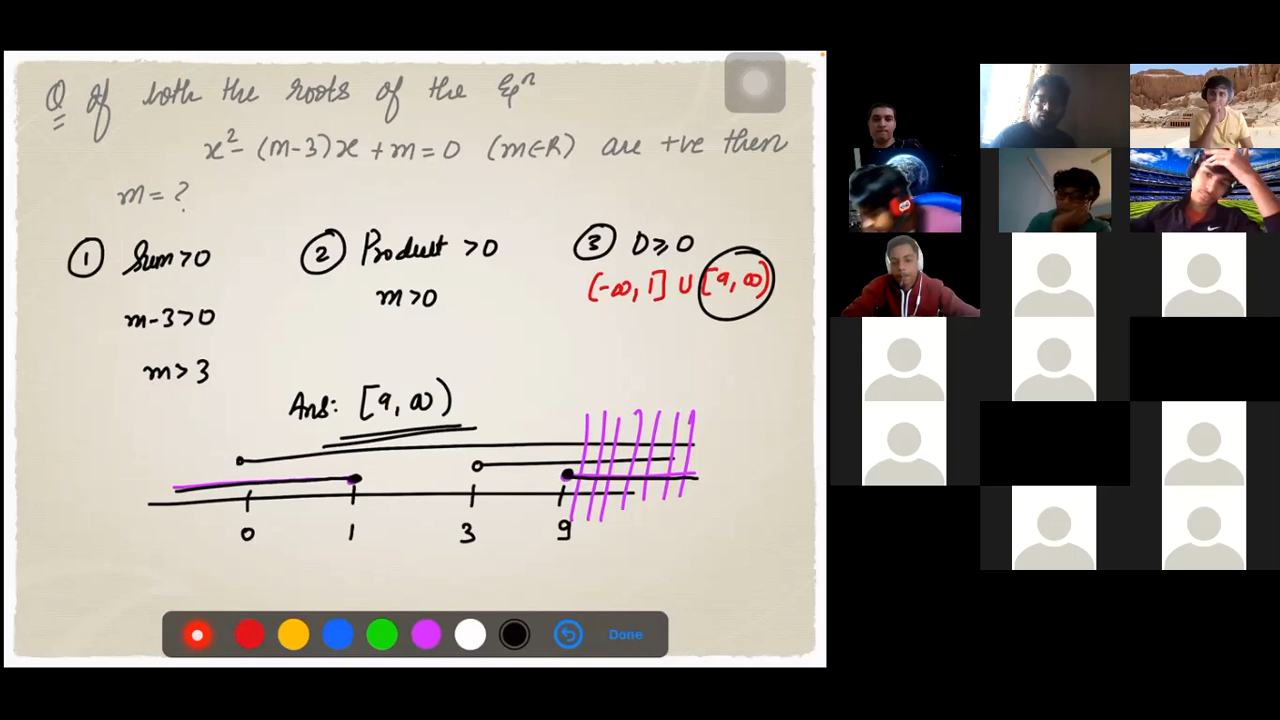 Q If both the roots of the Eqⁿ
x² - (m-3)x + m = 0 (m∈R) are +ve then
m = ?
① Sum > 0
m-3 > 0
m > 3
② Product > 0
m > 0
③ D ≥ 0
(-∞, 1] ∪ [9, ∞)
Ans: [9, ∞)
0 1 3 9
Done